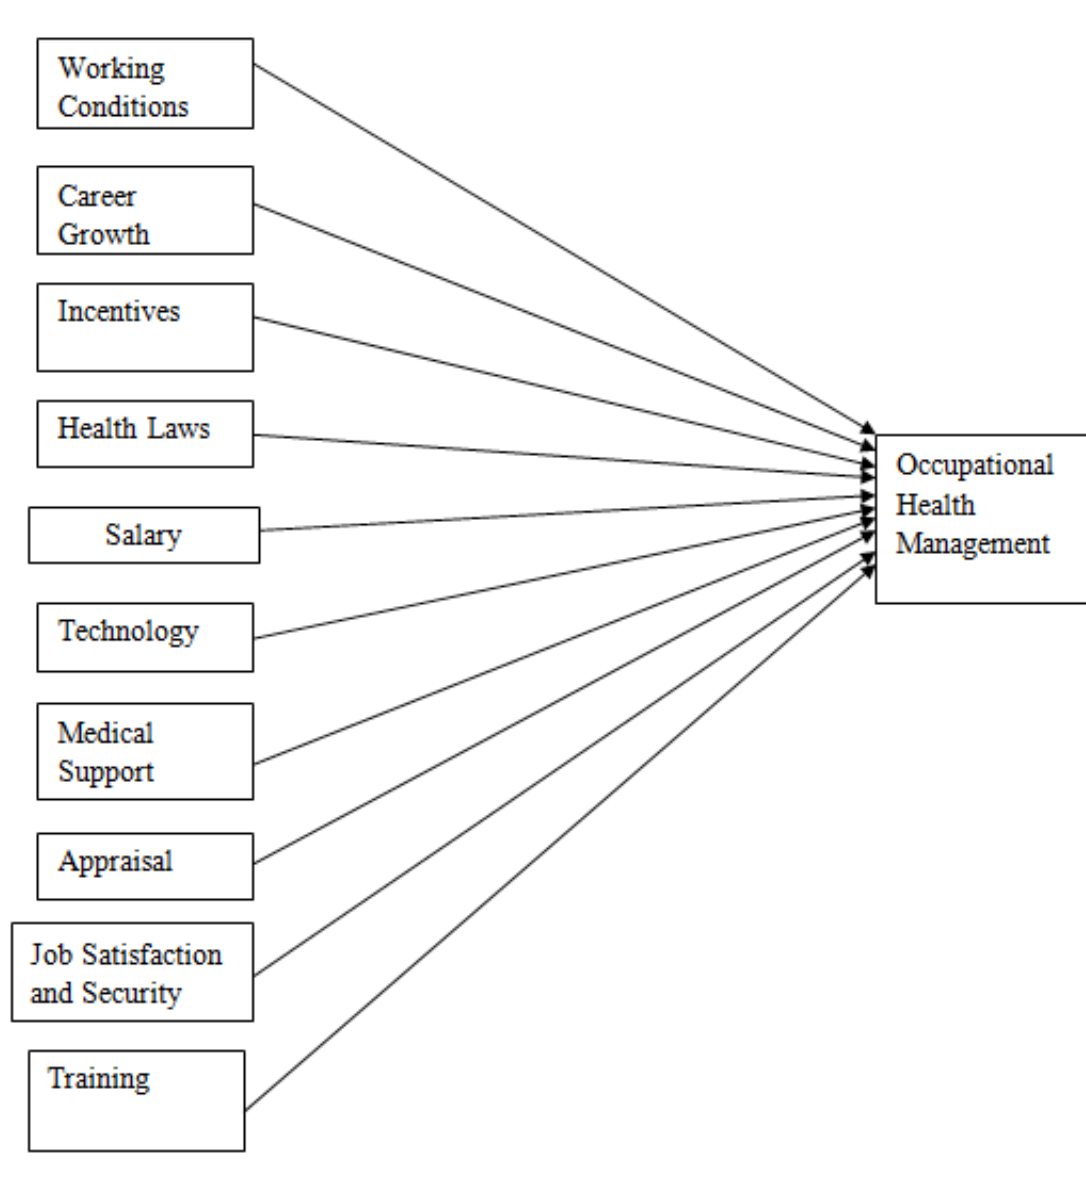 Working
Conditions
Career
Growth
Incentives
Health Laws
Salary
Technology
Medical
Support
Appraisal
Job Satisfaction
and Security
Training
Occupational
Health
Management